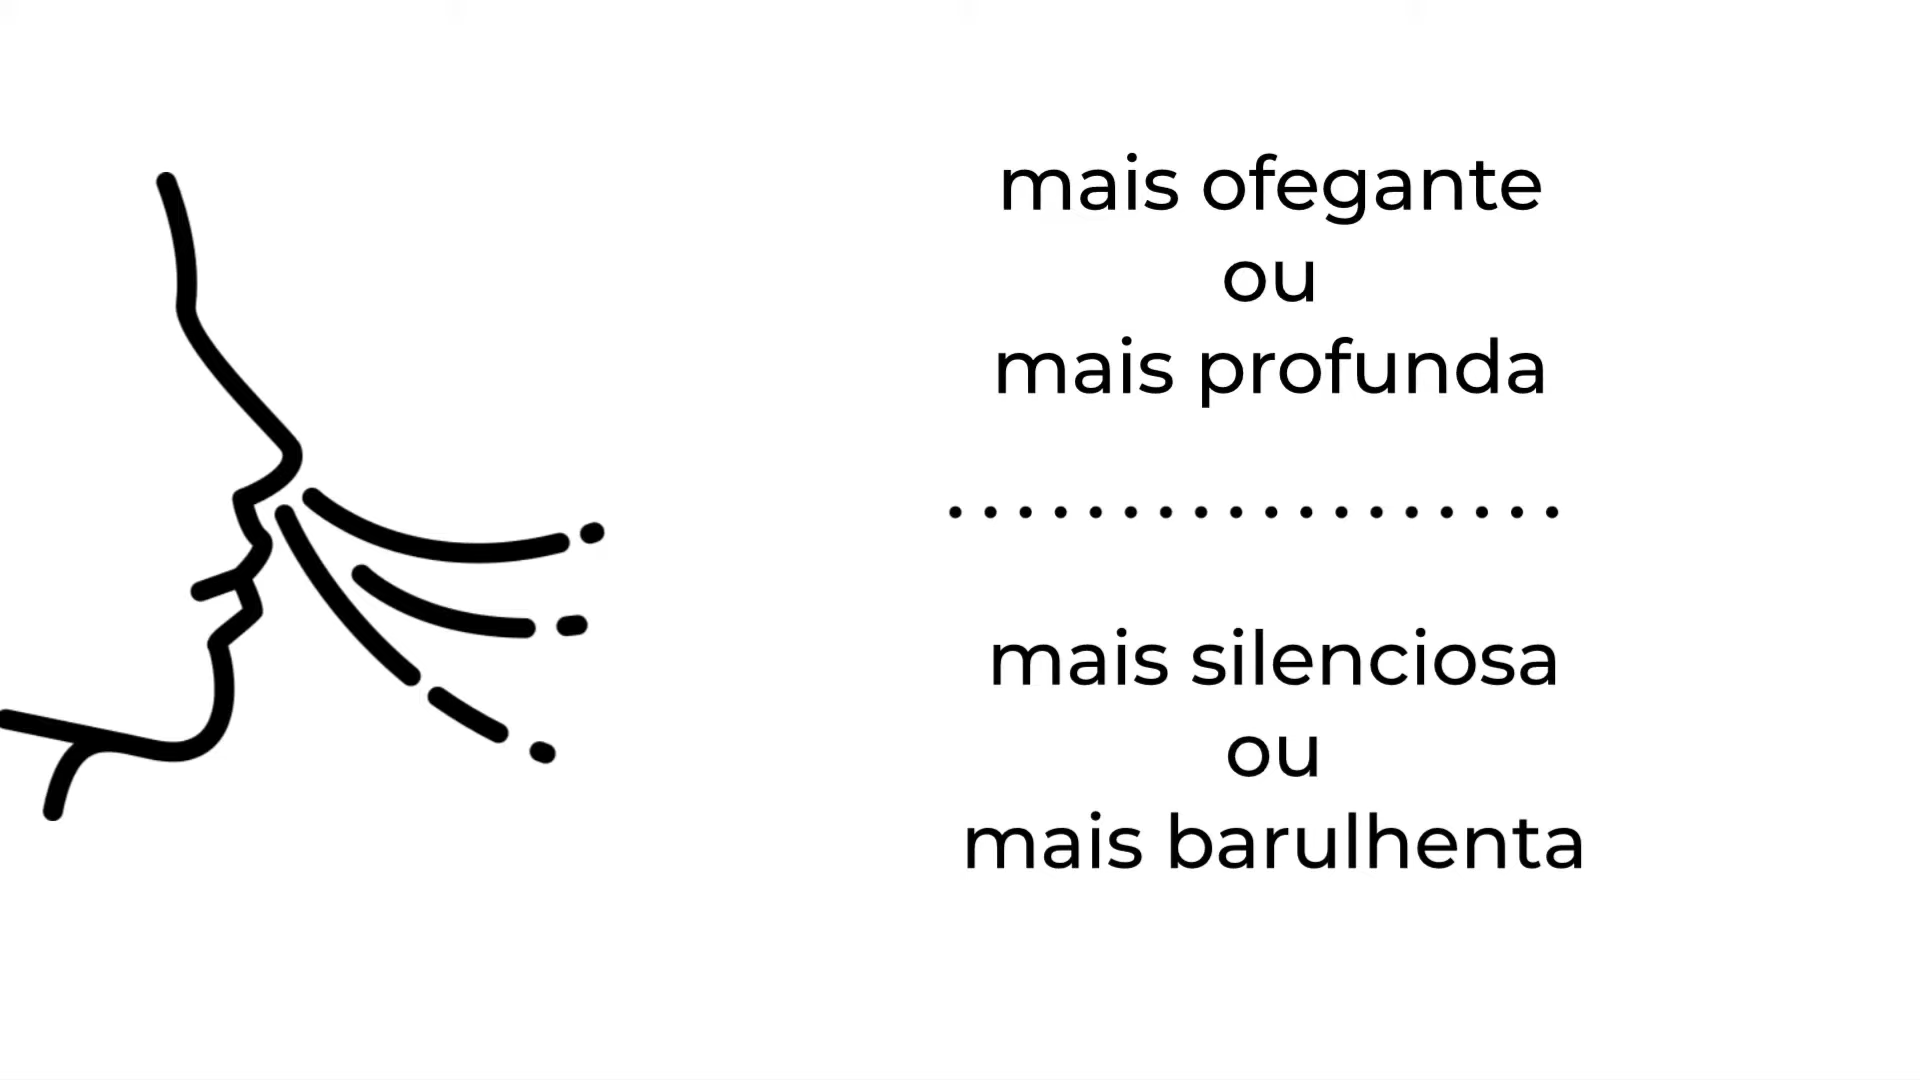 mais ofegante
ou
mais profunda
mais silenciosa
ou
mais barulhenta